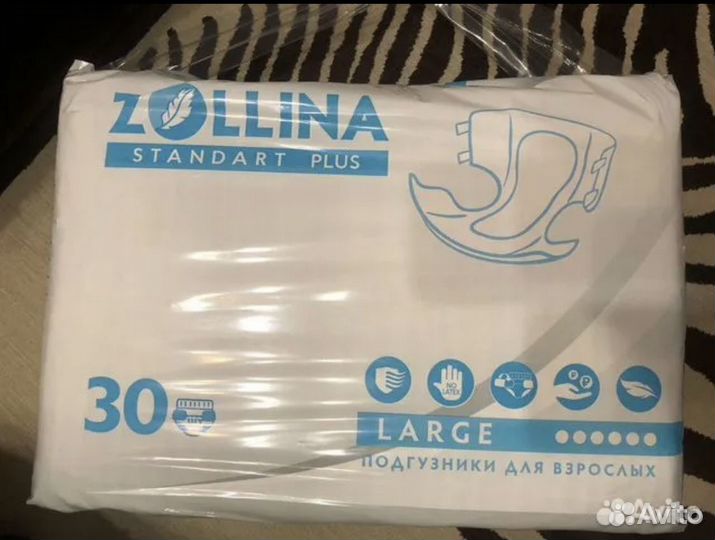 ZOLLINA
STANDART PLUS
NO
LATEX
30
LARGE
ПОДГУЗНИКИ ДЛЯ ВЗРОСЛЫХ
Avito